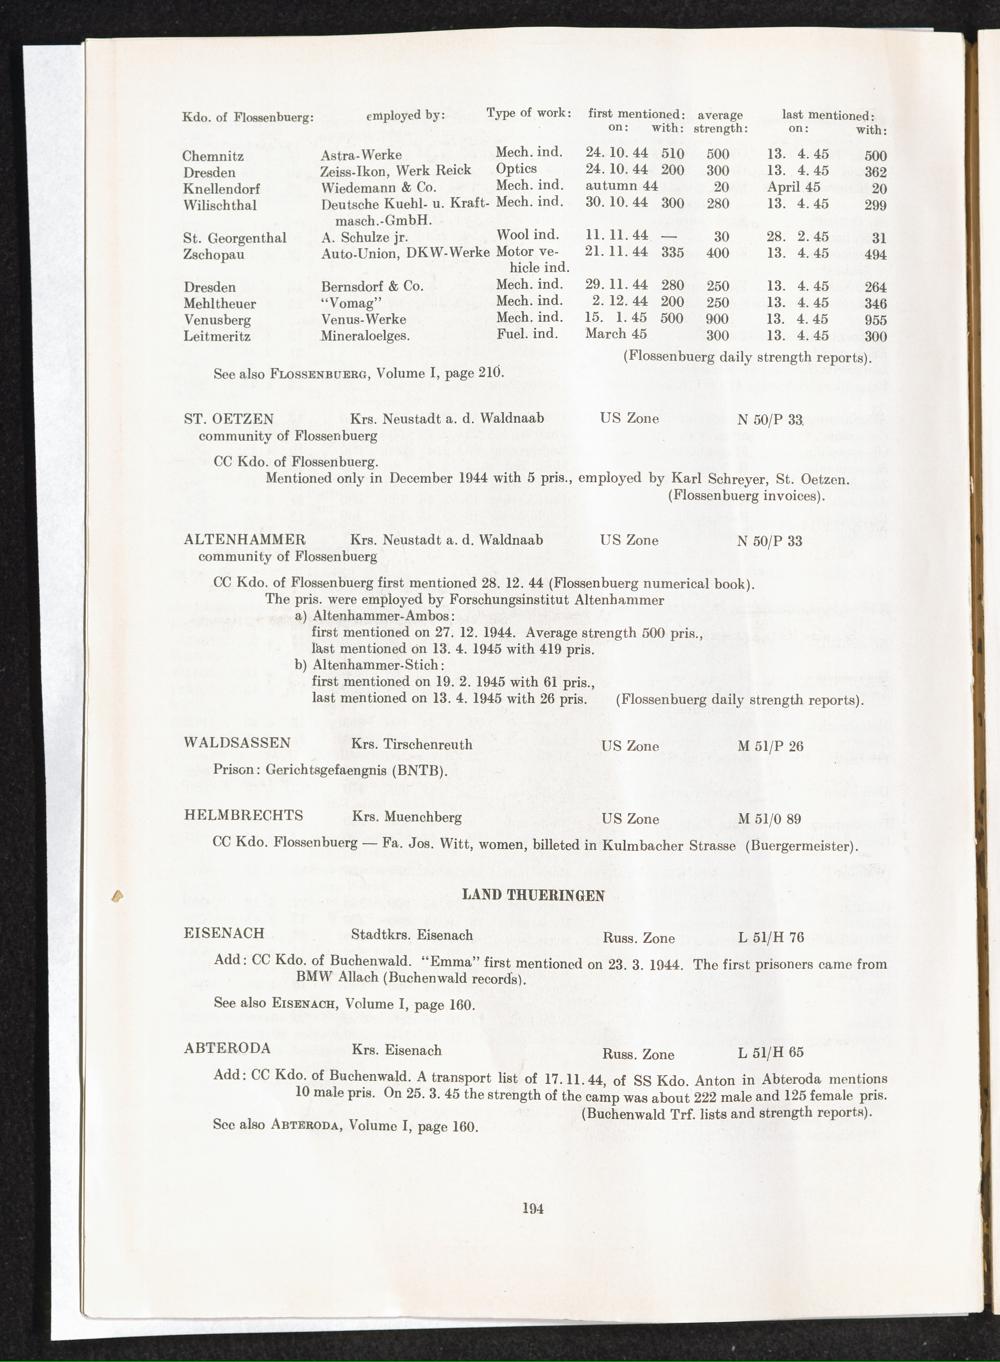 Kdo. of Flossenbuerg: employed by: Type of work: first mentioned: average last mentioned:
on: with: strength: on: with:
Chemnitz Astra-Werke Mech. ind. 24. 10. 44 510 500 13. 4. 45 500
Dresden Zeiss-Ikon, Werk Reick Optics 24. 10. 44 200 300 13. 4. 45 362
Knellendorf Wiedemann & Co. Mech. ind. autumn 44 20 April 45 20
Wilischthal Deutsche Kuehl- u. Kraft- Mech. ind. 30. 10. 44 300 280 13. 4. 45 299
masch.-GmbH.
St. Georgenthal A. Schulze jr. Wool ind. 11. 11. 44 — 30 28. 2. 45 31
Zschopau Auto-Union, DKW-Werke Motor ve- 21. 11. 44 335 400 13. 4. 45 494
hicle ind.
Dresden Bernsdorf & Co. Mech. ind. 29. 11. 44 280 250 13. 4. 45 264
Mehltheuer "Vomag" Mech. ind. 2. 12. 44 200 250 13. 4. 45 346
Venusberg Venus-Werke Mech. ind. 15. 1. 45 500 900 13. 4. 45 955
Leitmeritz Mineraloelges. Fuel. ind. March 45 300 13. 4. 45 300
(Flossenbuerg daily strength reports).
See also FLOSSENBUERG, Volume I, page 210.
ST. OETZEN Krs. Neustadt a. d. Waldnaab US Zone N 50/P 33
community of Flossenbuerg
CC Kdo. of Flossenbuerg.
Mentioned only in December 1944 with 5 pris., employed by Karl Schreyer, St. Oetzen.
(Flossenbuerg invoices).
ALTENHAMMER Krs. Neustadt a. d. Waldnaab US Zone N 50/P 33
community of Flossenbuerg
CC Kdo. of Flossenbuerg first mentioned 28. 12. 44 (Flossenbuerg numerical book).
The pris. were employed by Forschungsinstitut Altenhammer
a) Altenhammer-Ambos:
first mentioned on 27. 12. 1944. Average strength 500 pris.,
last mentioned on 13. 4. 1945 with 419 pris.
b) Altenhammer-Stich:
first mentioned on 19. 2. 1945 with 61 pris.,
last mentioned on 13. 4. 1945 with 26 pris. (Flossenbuerg daily strength reports).
WALDSASSEN Krs. Tirschenreuth US Zone M 51/P 26
Prison: Gerichtsgefaengnis (BNTB).
HELMBRECHTS Krs. Muenchberg US Zone M 51/0 89
CC Kdo. Flossenbuerg — Fa. Jos. Witt, women, billeted in Kulmbacher Strasse (Buergermeister).
LAND THUERINGEN
EISENACH Stadtkrs. Eisenach Russ. Zone L 51/H 76
Add: CC Kdo. of Buchenwald. "Emma" first mentioned on 23. 3. 1944. The first prisoners came from
BMW Allach (Buchenwald records).
See also EISENACH, Volume I, page 160.
ABTERODA Krs. Eisenach Russ. Zone L 51/H 65
Add: CC Kdo. of Buchenwald. A transport list of 17. 11. 44, of SS Kdo. Anton in Abteroda mentions
10 male pris. On 25. 3. 45 the strength of the camp was about 222 male and 125 female pris.
(Buchenwald Trf. lists and strength reports).
See also ABTERODA, Volume I, page 160.
194